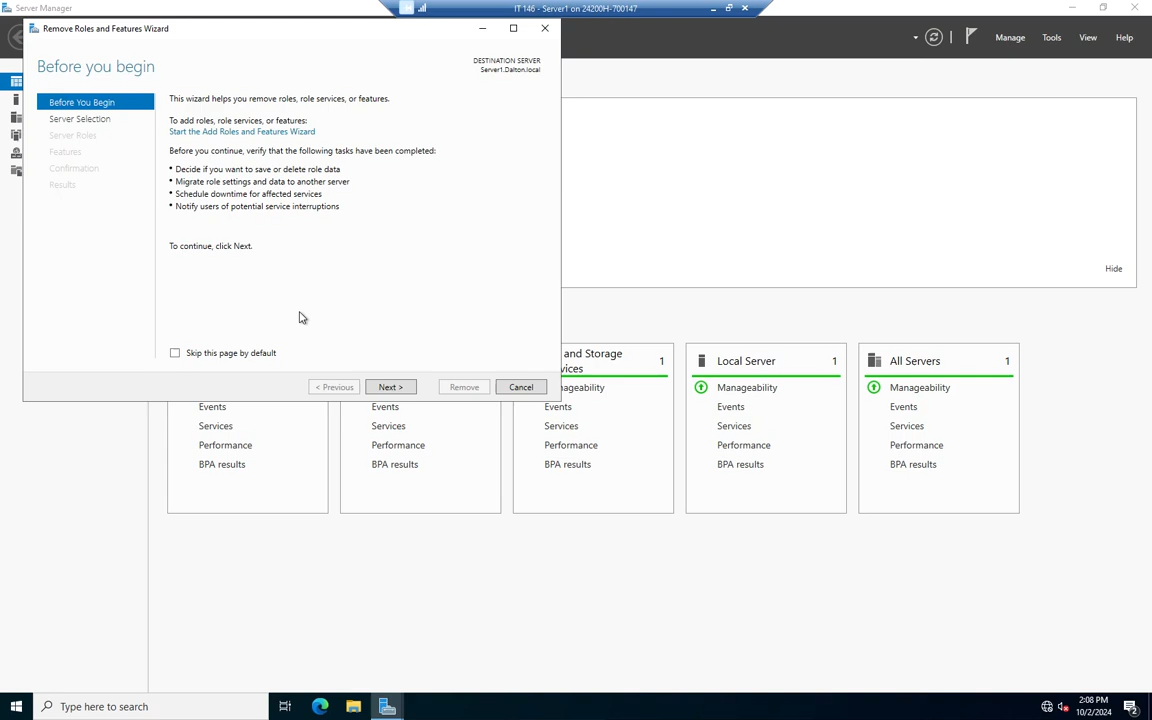 Server Manager
IT 146 - Server1 on 24200H-700147
Remove Roles and Features Wizard
Manage
Tools
View
Help
Before you begin
DESTINATION SERVER
Server1.Dalton.local
Before You Begin
Server Selection
Server Roles
Features
Confirmation
Results
This wizard helps you remove roles, role services, or features.
To add roles, role services, or features:
Start the Add Roles and Features Wizard
Before you continue, verify that the following tasks have been completed:
• Decide if you want to save or delete role data
• Migrate role settings and data to another server
• Schedule downtime for affected services
• Notify users of potential service interruptions
To continue, click Next.
Skip this page by default
< Previous
Next >
Remove
Cancel
Hide
Events
Services
Performance
BPA results
Events
Services
Performance
BPA results
and Storage
1
vices
nageability
Events
Services
Performance
BPA results
Local Server
1
Manageability
Events
Services
Performance
BPA results
All Servers
1
Manageability
Events
Services
Performance
BPA results
Type here to search
2:08 PM
10/2/2024
2